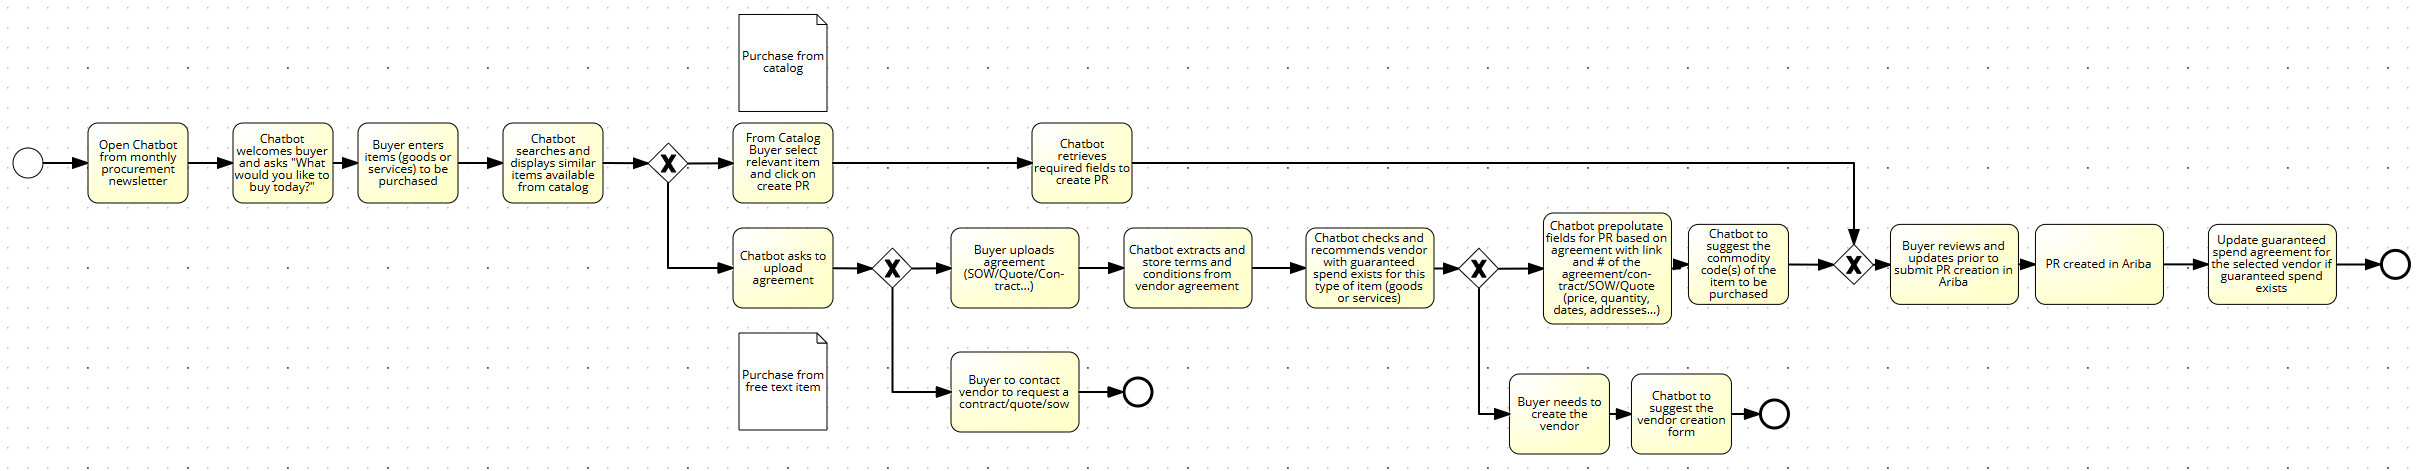 Purchase from
catalog
Open Chatbot
from monthly
procurement
newsletter
Chatbot
welcomes buyer
and asks "What
would you like to
buy today?"
Buyer enters
items (goods or
services) to be
purchased
Chatbot
searches and
displays similar
items available
from catalog
X
From Catalog
Buyer select
relevant item
and click on
create PR
Chatbot
retrieves
required fields to
create PR
Chatbot asks to
upload
agreement
X
Buyer uploads
agreement
(SOW/Quote/Con-
tract...)
Chatbot extracts and
store terms and
conditions from
vendor agreement
Chatbot checks and
recommends vendor
with guaranteed
spend exists for this
type of item (goods
or services)
X
Chatbot prepolutate
fields for PR based on
agreement with link
and # of the
agreement/con-
tract/SOW/Quote
(price, quantity,
dates, addresses...)
Chatbot to
suggest the
commodity
code(s) of the
item to be
purchased
X
Buyer reviews and
updates prior to
submit PR creation in
Ariba
PR created in Ariba
Update guaranteed
spend agreement for
the selected vendor if
guaranteed spend
exists
Purchase from
free text item
Buyer to contact
vendor to request a
contract/quote/sow
Buyer needs to
create the
vendor
Chatbot to
suggest the
vendor creation
form